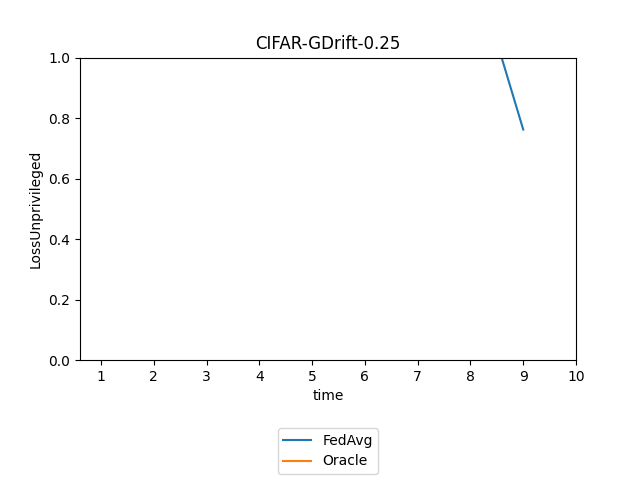 CIFAR-GDrift-0.25
1.0
0.8
0.6
0.4
0.2
0.0
LossUnprivileged
1 2 3 4 5 6 7 8 9 10
time
FedAvg
Oracle